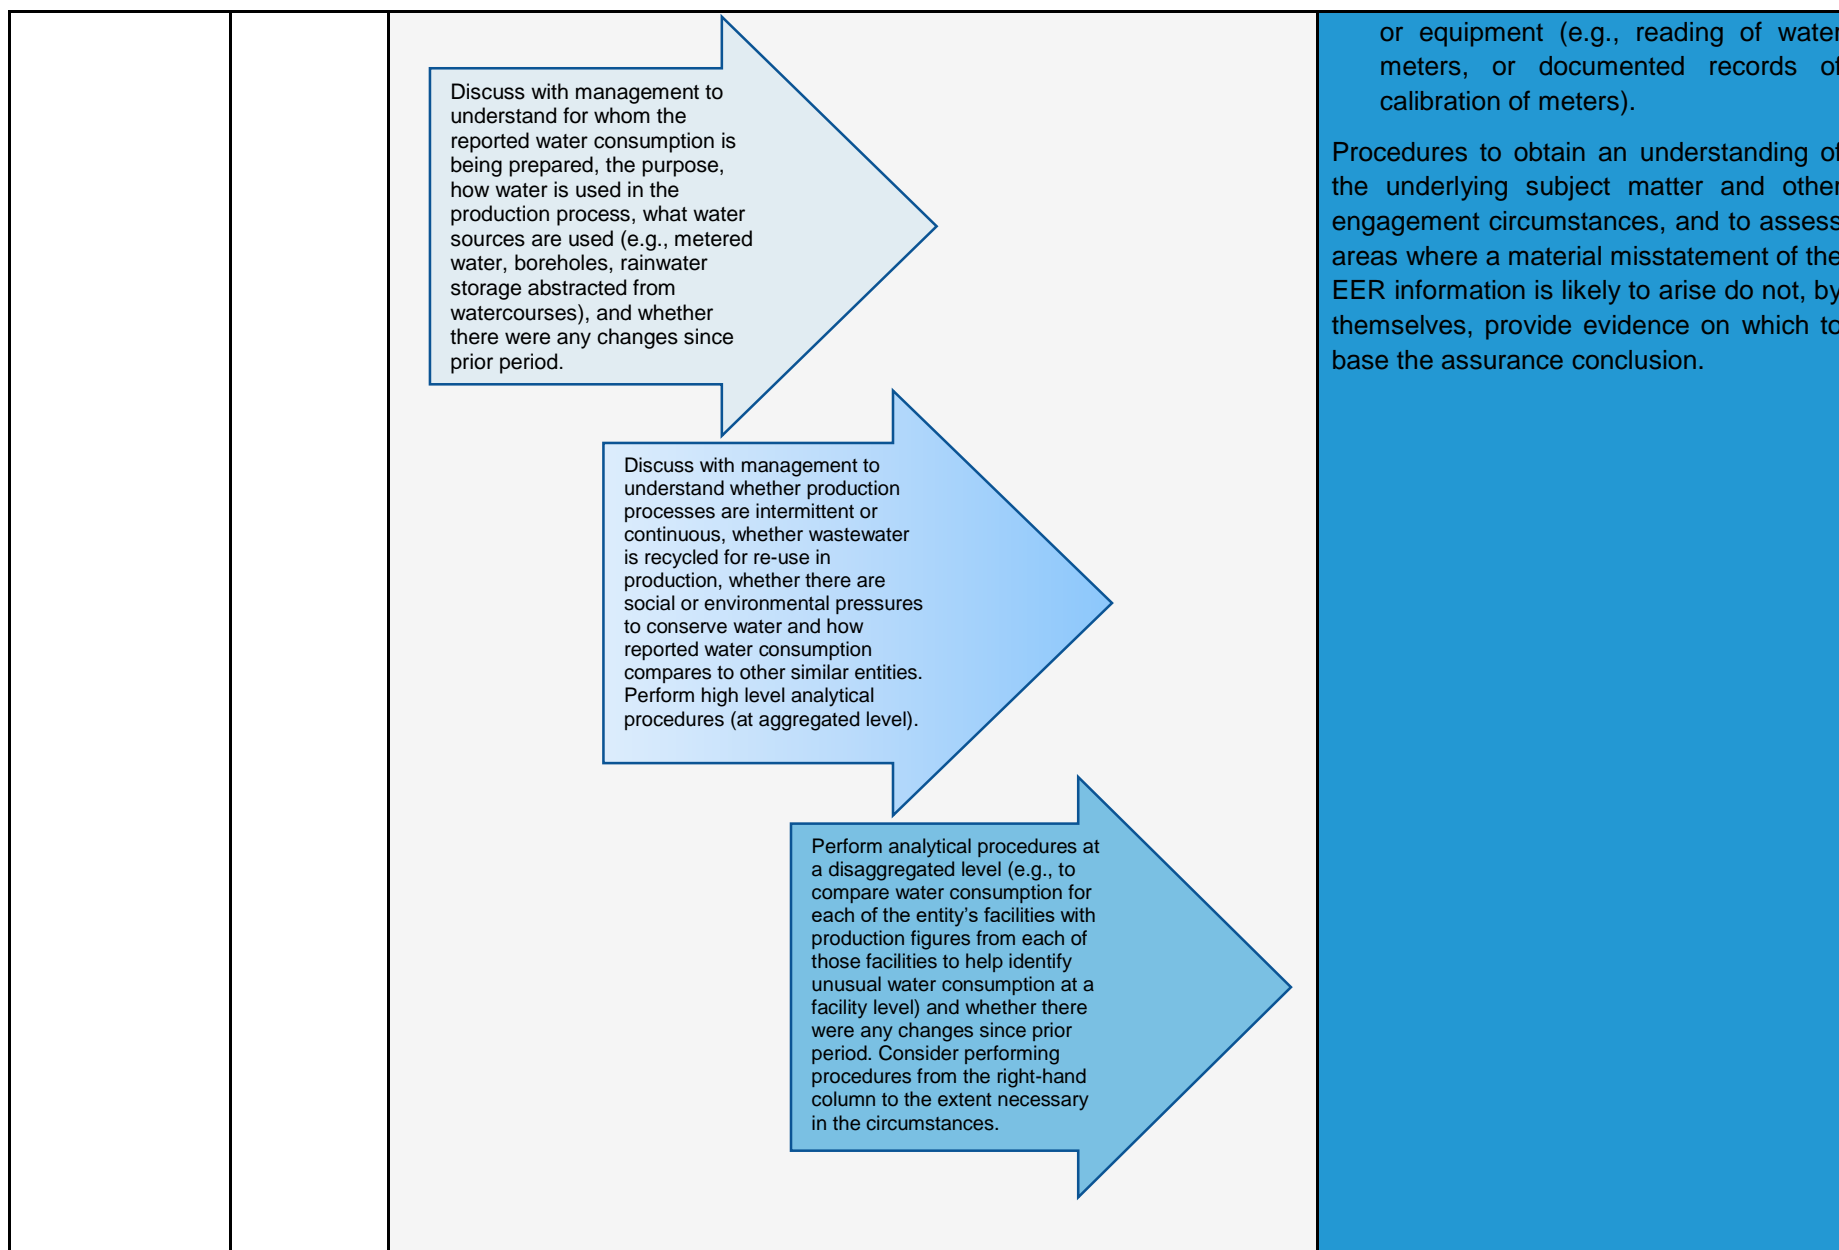 Discuss with management to
understand for whom the
reported water consumption is
being prepared, the purpose,
how water is used in the
production process, what water
sources are used (e.g., metered
water, boreholes, rainwater
storage abstracted from
watercourses), and whether
there were any changes since
prior period.
Discuss with management to
understand whether production
processes are intermittent or
continuous, whether wastewater
is recycled for re-use in
production, whether there are
social or environmental pressures
to conserve water and how
reported water consumption
compares to other similar entities.
Perform high level analytical
procedures (at aggregated level).
Perform analytical procedures at
a disaggregated level (e.g., to
compare water consumption for
each of the entity’s facilities with
production figures from each of
those facilities to help identify
unusual water consumption at a
facility level) and whether there
were any changes since prior
period. Consider performing
procedures from the right-hand
column to the extent necessary
in the circumstances.
or equipment (e.g., reading of water
meters, or documented records of
calibration of meters).
Procedures to obtain an understanding of
the underlying subject matter and other
engagement circumstances, and to assess
areas where a material misstatement of the
EER information is likely to arise do not, by
themselves, provide evidence on which to
base the assurance conclusion.